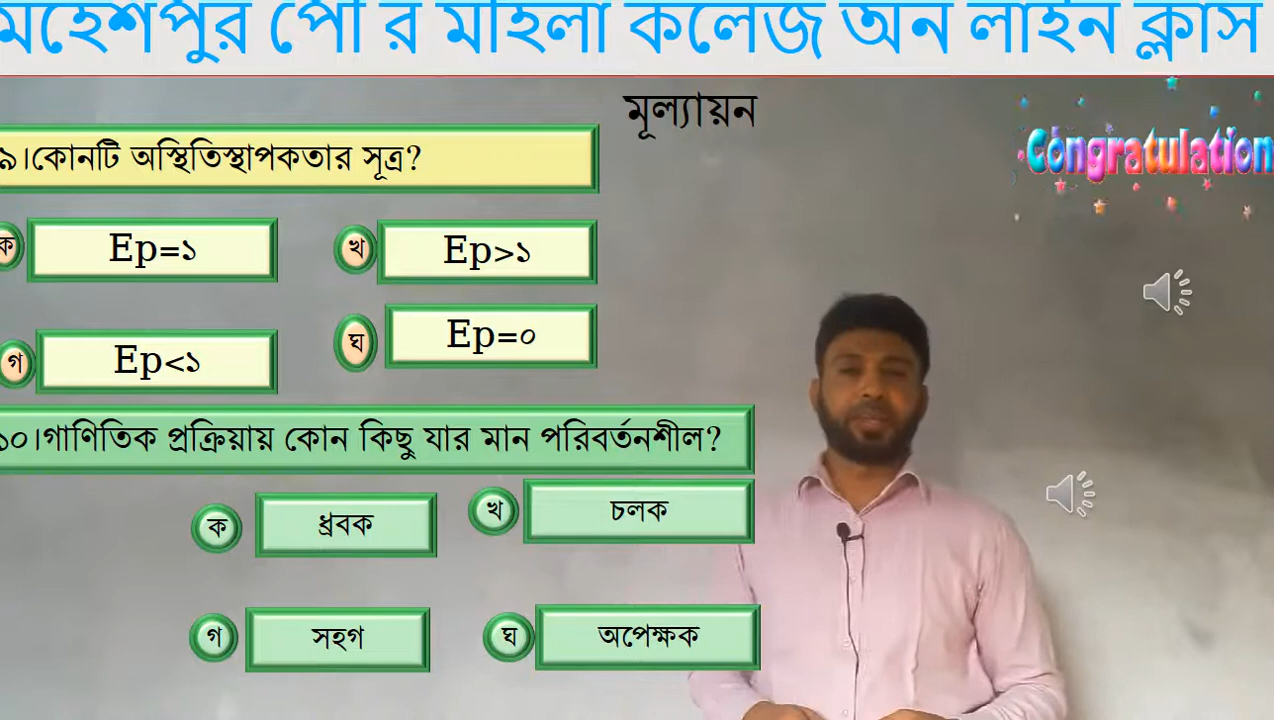 মহেশপুর পৌ র মহিলা কলেজ অন লাইন ক্লাস
মূল্যায়ন
Congratulation
৯।কোনটি অস্থিতিস্থাপকতার সূত্র?
ক Ep=১
খ Ep>১
গ Ep<১
ঘ Ep=০
১০।গাণিতিক প্রক্রিয়ায় কোন কিছু যার মান পরিবর্তনশীল?
ক ধ্রবক
খ চলক
গ সহগ
ঘ অপেক্ষক